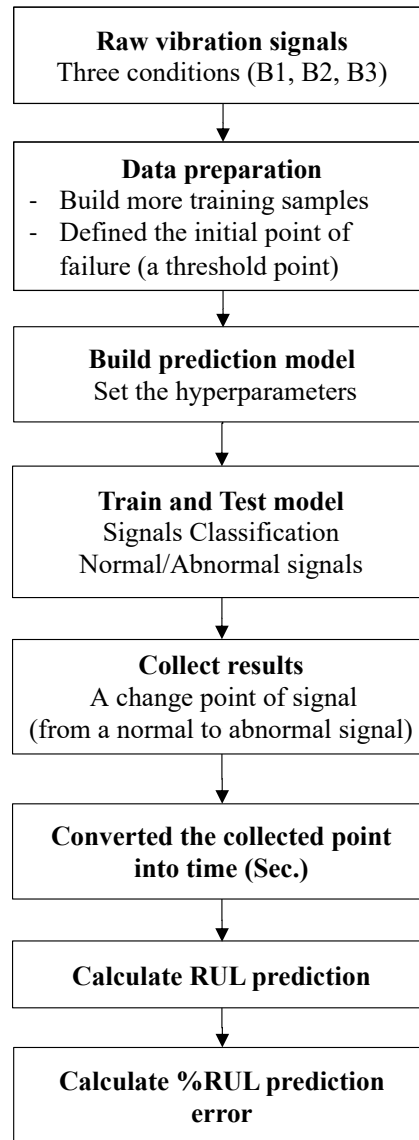 Raw vibration signals
Three conditions (B1, B2, B3)
Data preparation
- Build more training samples
- Defined the initial point of
failure (a threshold point)
Build prediction model
Set the hyperparameters
Train and Test model
Signals Classification
Normal/Abnormal signals
Collect results
A change point of signal
(from a normal to abnormal signal)
Converted the collected point
into time (Sec.)
Calculate RUL prediction
Calculate %RUL prediction
error